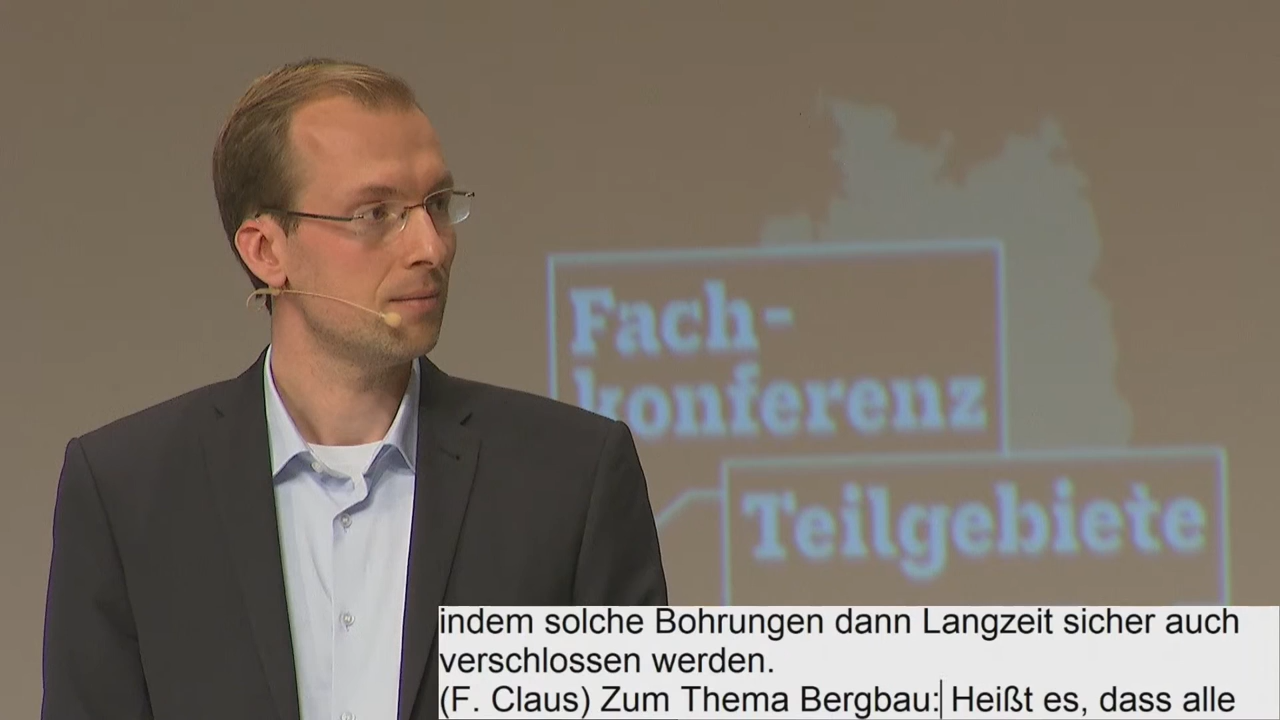 Fach-
konferenz
Teilgebiete
indem solche Bohrungen dann Langzeit sicher auch
verschlossen werden.
(F. Claus) Zum Thema Bergbau: Heißt es, dass alle